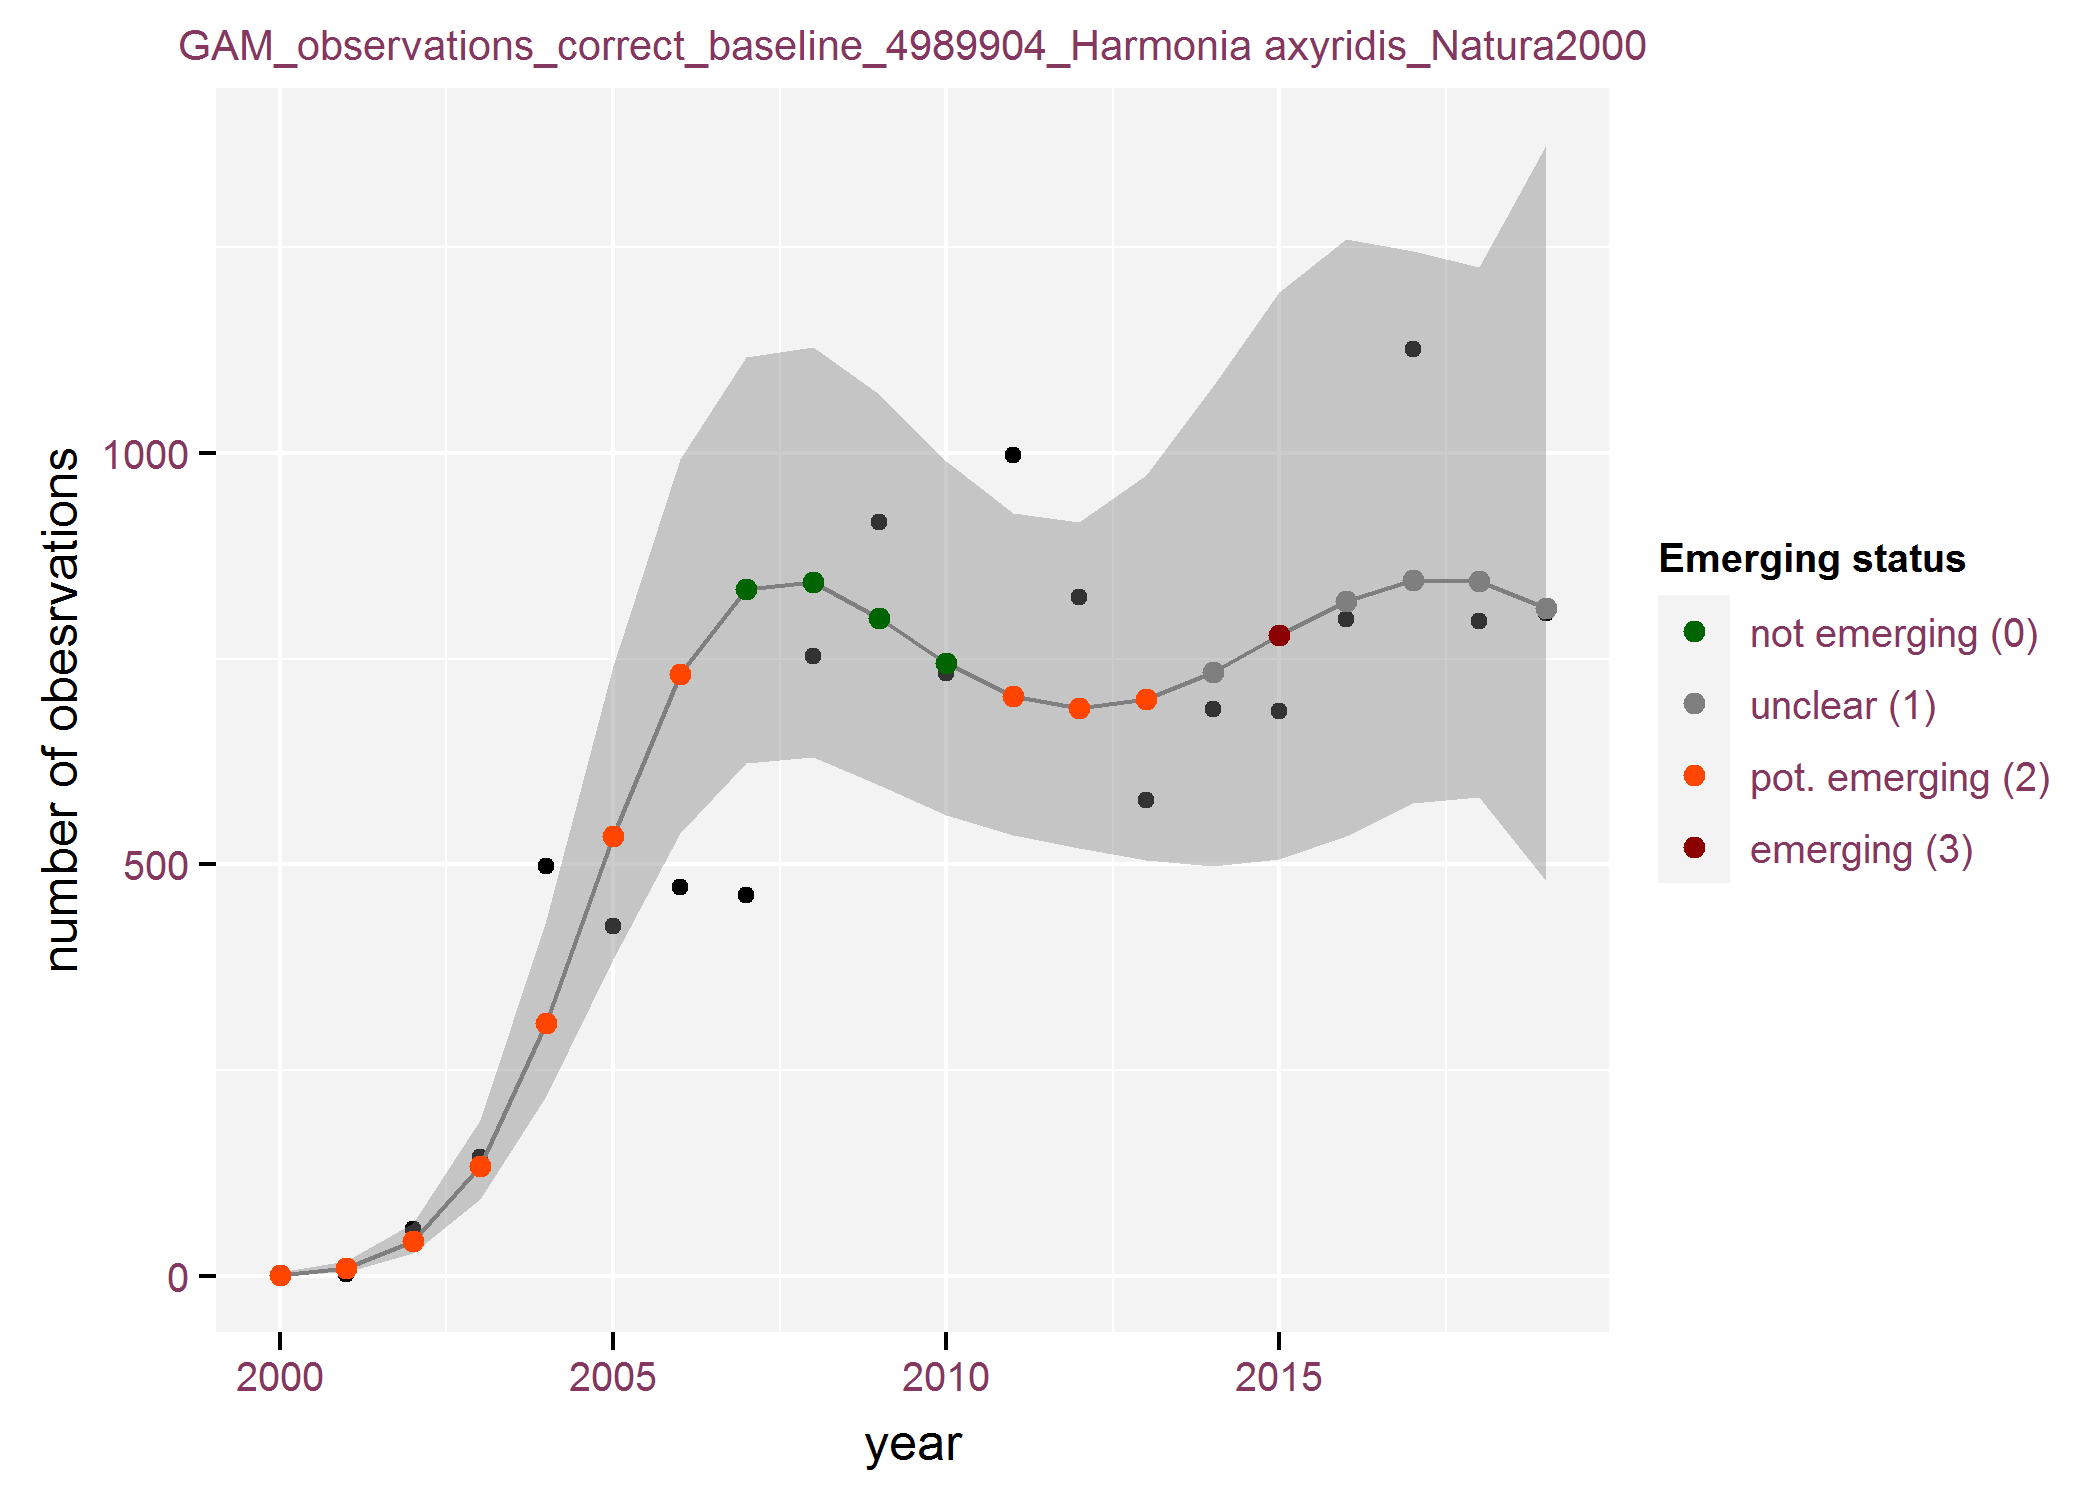 GAM_observations_correct_baseline_4989904_Harmonia axyridis_Natura2000
number of obesrvations
1000
500
0
2000 2005 2010 2015
year
Emerging status
not emerging (0)
unclear (1)
pot. emerging (2)
emerging (3)